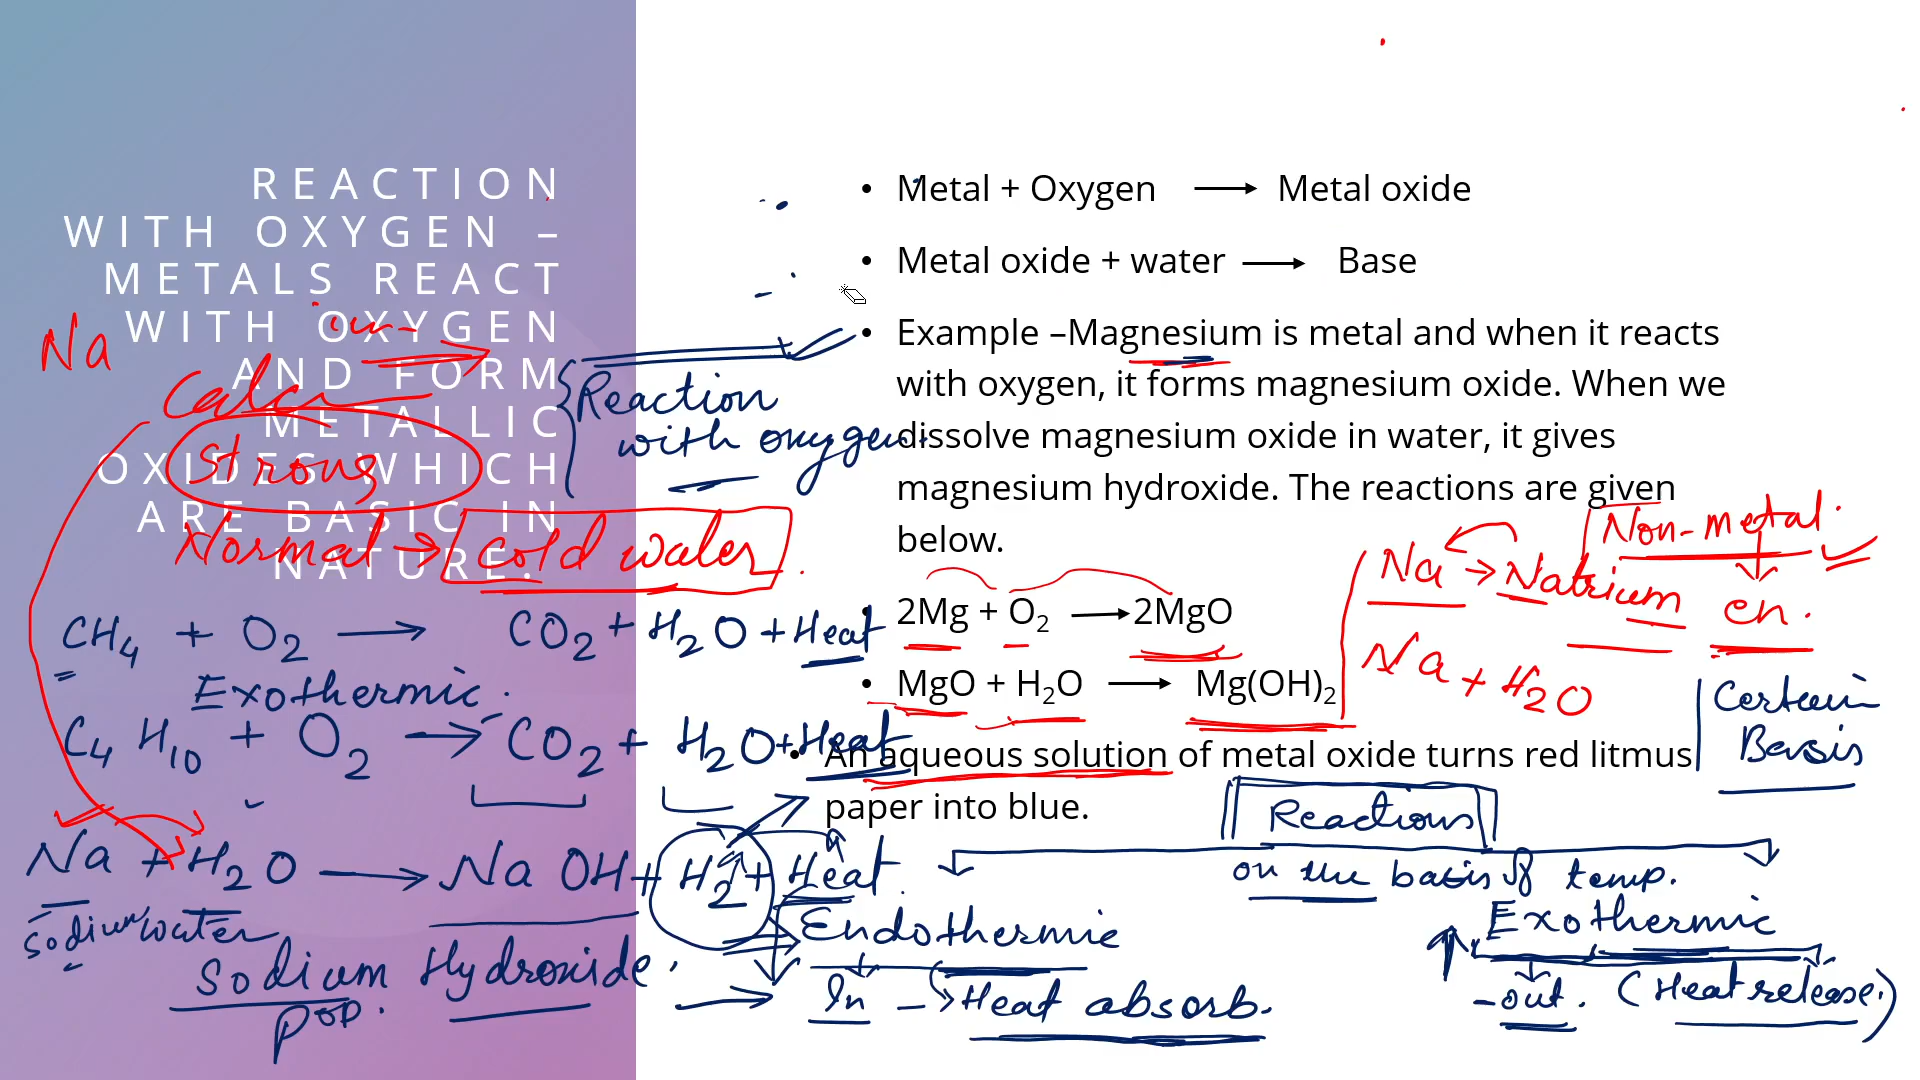 REACTION
WITH OXYGEN –
METALS REACT
WITH OXYGEN
AND FORM
METALLIC
OXIDES WHICH
ARE BASIC IN
NATURE.
Na
Strong
Normal → cold water.
CH4 + O2 → CO2 + H2O + Heat
Exothermic.
C4 H10 + O2 → CO2 + H2O + Heat
Na + H2O → Na OH + H2 + Heat.
sodium water
Sodium Hydroxide.
pop.
Reaction
with oxygen.
• Metal + Oxygen → Metal oxide
• Metal oxide + water → Base
• Example –Magnesium is metal and when it reacts
with oxygen, it forms magnesium oxide. When we
dissolve magnesium oxide in water, it gives
magnesium hydroxide. The reactions are given
below.
• 2Mg + O2 → 2MgO
• MgO + H2O → Mg(OH)2
• An aqueous solution of metal oxide turns red litmus
paper into blue.
Non-metal.
Na → Natrium
en.
Na + H2O
Certain
Basis
Reactions
on the basis of temp.
Endothermic
In → Heat absorb.
Exothermic
-out. (Heat release.)